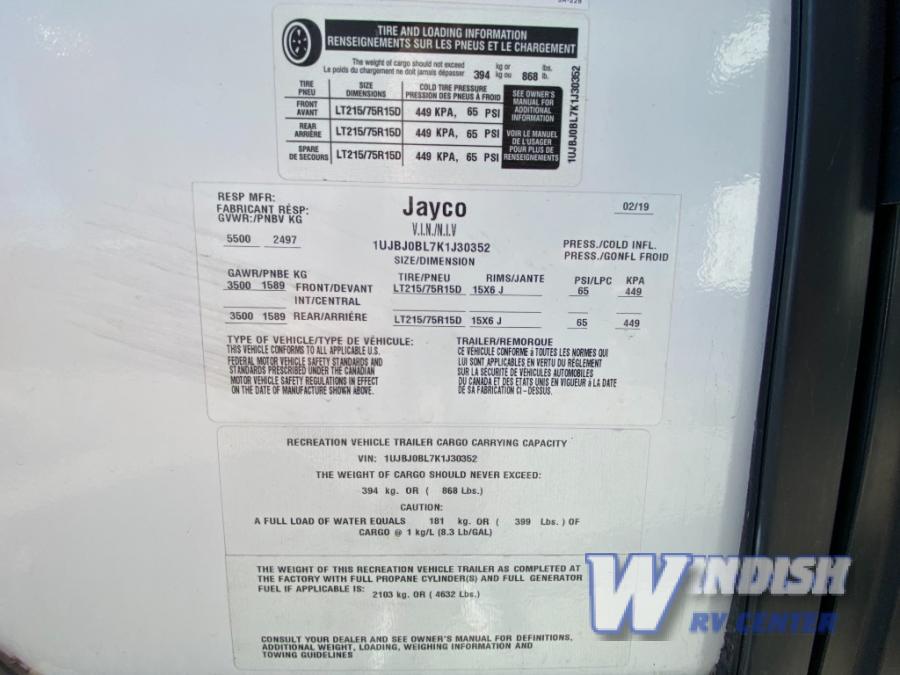 TIRE AND LOADING INFORMATION
RENSEIGNEMENTS SUR LES PNEUS ET LE CHARGEMENT
The weight of cargo should not exceed kg or lbs.
Le poids du chargement ne doit jamais dépasser 394 kg ou 868 lb.
TIRE PNEU SIZE DIMENSIONS COLD TIRE PRESSURE PRESSION DES PNEUS À FROID
FRONT AVANT LT215/75R15D 449 KPA, 65 PSI
REAR ARRIÈRE LT215/75R15D 449 KPA, 65 PSI
SPARE DE SECOURS LT215/75R15D 449 KPA, 65 PSI
SEE OWNER'S
MANUAL FOR
ADDITIONAL
INFORMATION
VOIR LE MANUEL
DE L'USAGER
POUR PLUS DE
RENSEIGNEMENTS
1UJBJ0BL7K1J30352
RESP MFR:
FABRICANT RÉSP:
GVWR:/PNBV KG
5500 2497
Jayco
02/19
V.I.N./N.I.V
1UJBJ0BL7K1J30352
SIZE/DIMENSION
PRESS./COLD INFL.
PRESS./GONFL FROID
GAWR/PNBE KG TIRE/PNEU RIMS/JANTE PSI/LPC KPA
3500 1589 FRONT/DEVANT LT215/75R15D 15X6 J 65 449
INT/CENTRAL
3500 1589 REAR/ARRIÉRE LT215/75R15D 15X6 J 65 449
TYPE OF VEHICLE/TYPE DE VÉHICULE: TRAILER/REMORQUE
THIS VEHICLE CONFORMS TO ALL APPLICABLE U.S.
FEDERAL MOTOR VEHICLE SAFETY STANDARDS AND
STANDARDS PRESCRIBED UNDER THE CANADIAN
MOTOR VEHICLE SAFETY REGULATIONS IN EFFECT
ON THE DATE OF MANUFACTURE SHOWN ABOVE.
CE VÉHICULE CONFORME à TOUTES LES NORMES QUI
LUI SONT APPLICABLES EN VERTU DU RÈGLEMENT
SUR LA SÉCURITÉ DE VÉHICULES AUTOMOBILES
DU CANADA ET DES ETATS UNIS EN VIGUEUR à LA DATE
DE SA FABRICATION CI - DESSUS.
RECREATION VEHICLE TRAILER CARGO CARRYING CAPACITY
VIN: 1UJBJ0BL7K1J30352
THE WEIGHT OF CARGO SHOULD NEVER EXCEED:
394 kg. OR ( 868 Lbs.)
CAUTION:
A FULL LOAD OF WATER EQUALS 181 kg. OR ( 399 Lbs. ) OF
CARGO @ 1 kg/L (8.3 Lb/GAL)
THE WEIGHT OF THIS RECREATION VEHICLE TRAILER AS COMPLETED AT
THE FACTORY WITH FULL PROPANE CYLINDER(S) AND FULL GENERATOR
FUEL IF APPLICABLE IS: 2103 kg. OR ( 4632 Lbs.)
CONSULT YOUR DEALER AND SEE OWNER'S MANUAL FOR DEFINITIONS,
ADDITIONAL WEIGHT, LOADING, WEIGHING INFORMATION AND
TOWING GUIDELINES
WINDISH
RV CENTER